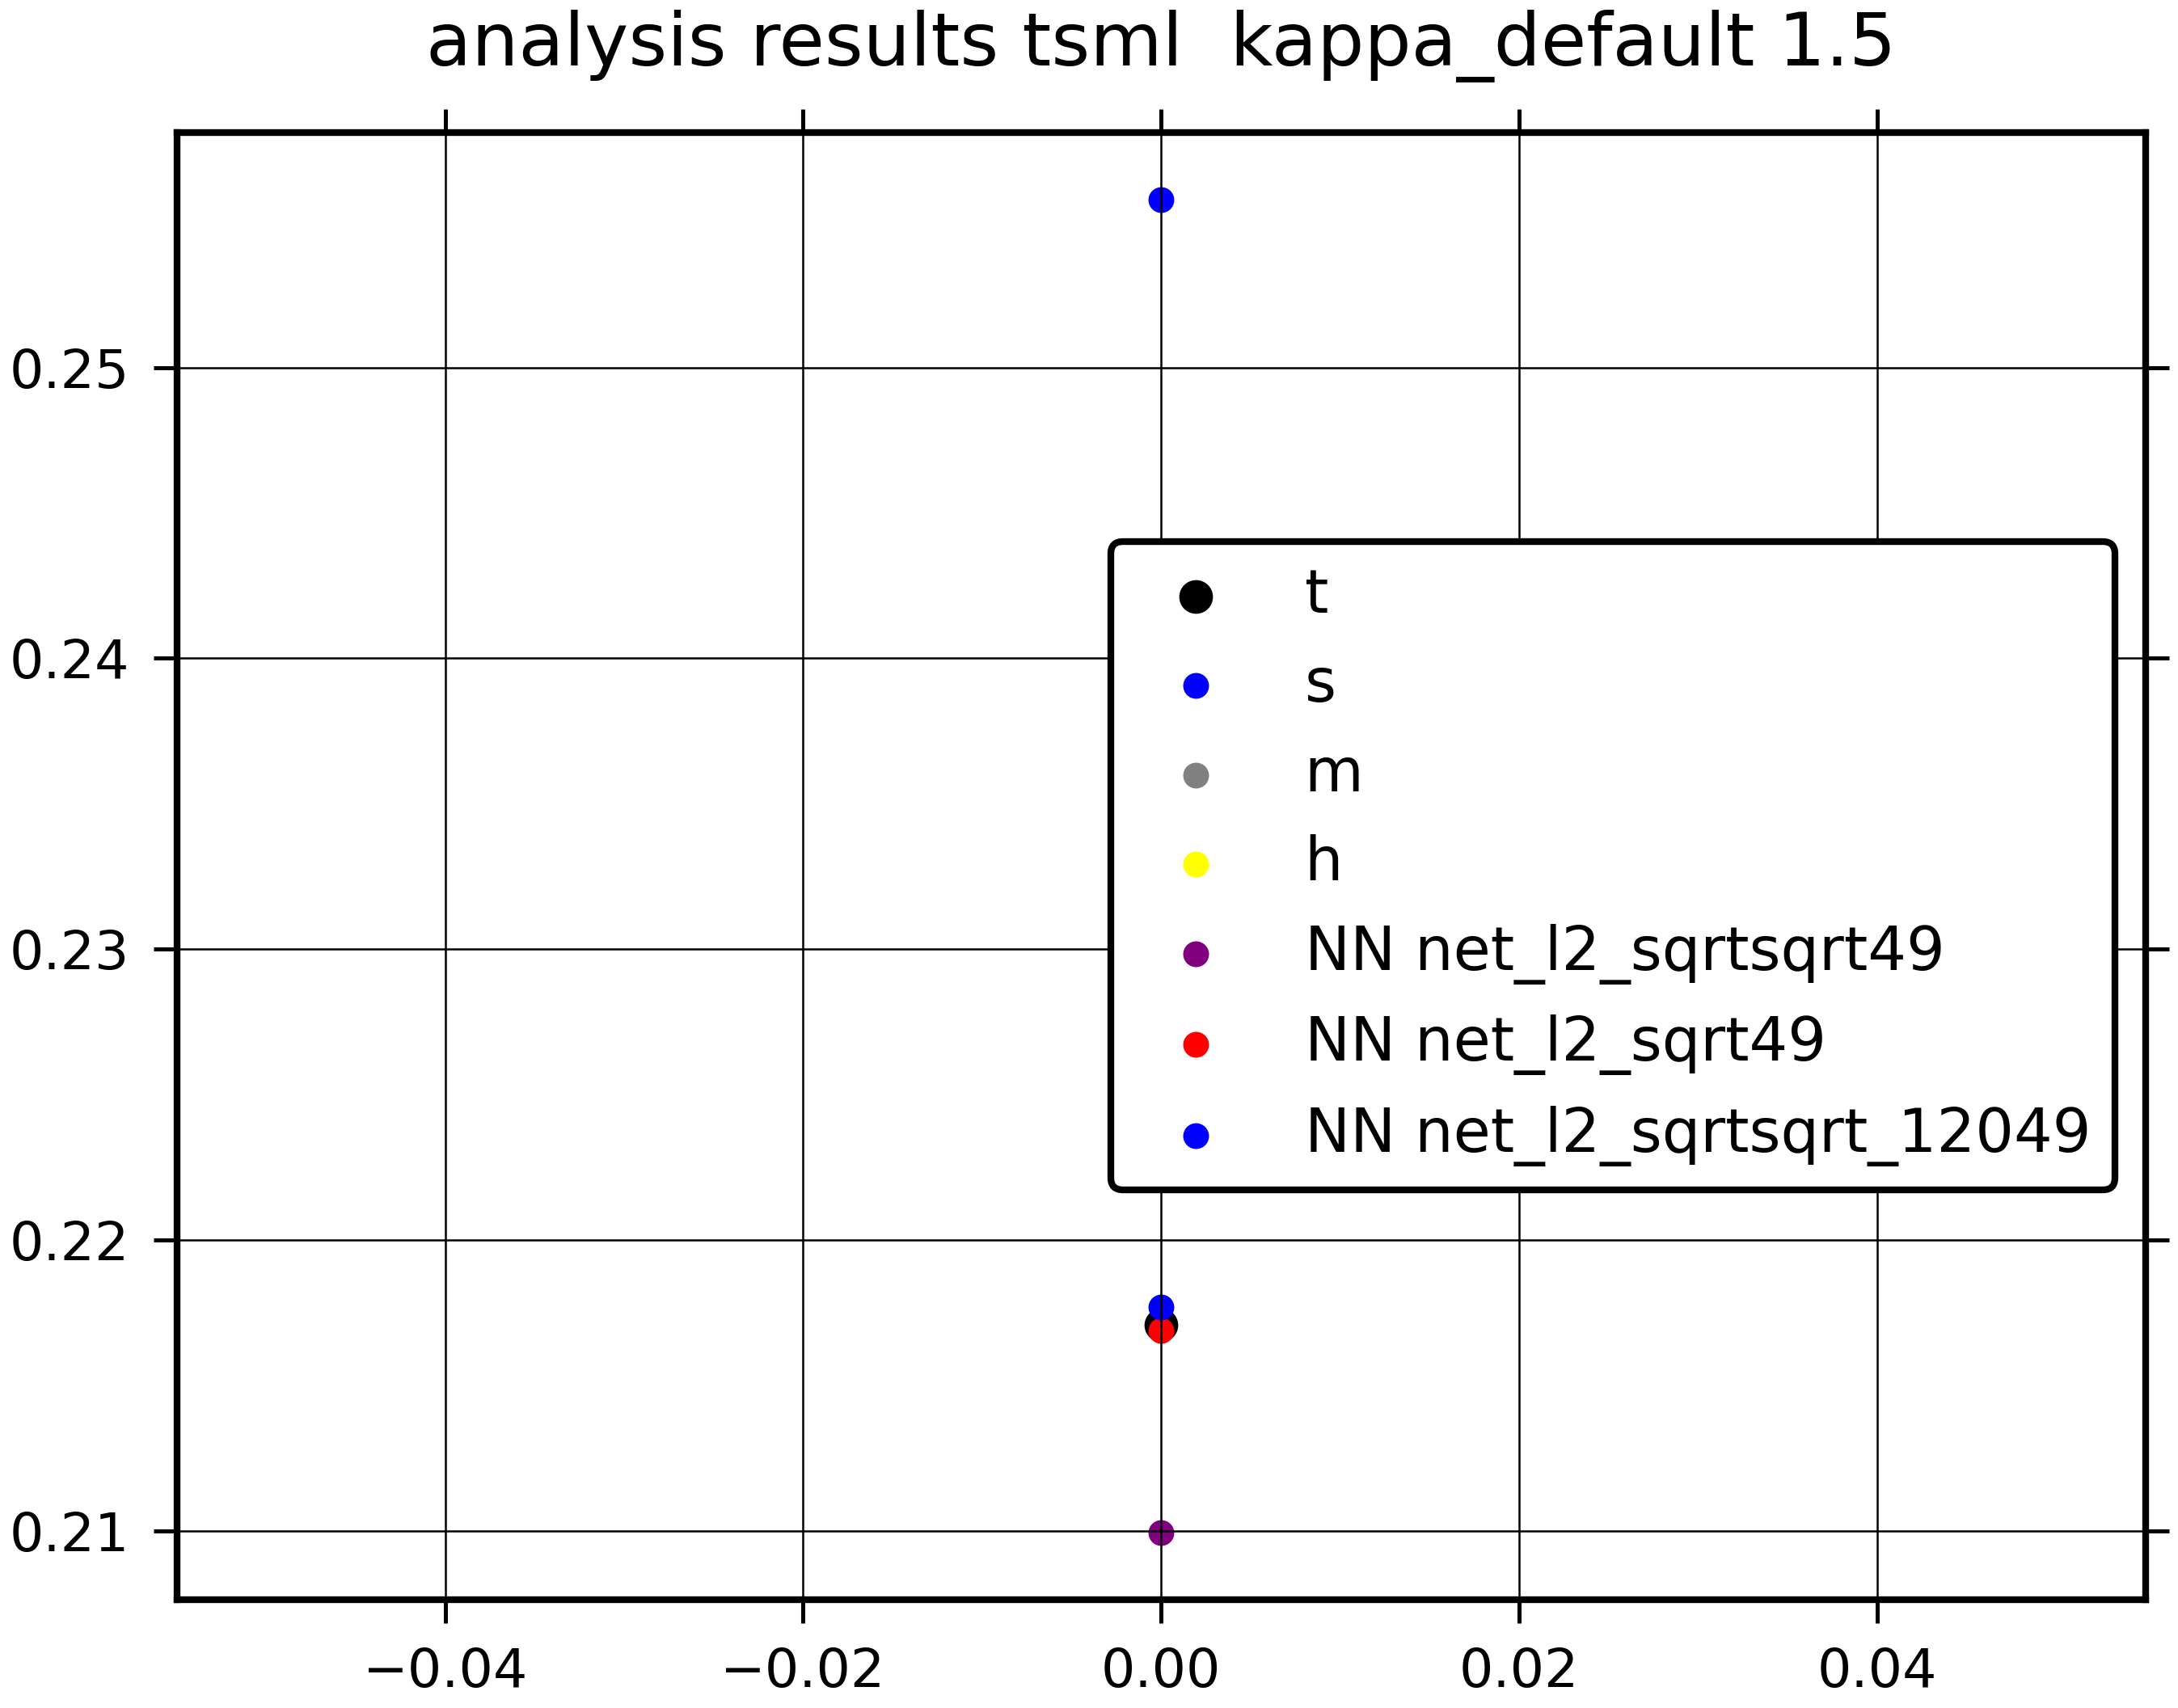 analysis results tsml  kappa_default 1.5
0.25
0.24
0.23
0.22
0.21
t
s
m
h
NN net_l2_sqrtsqrt49
NN net_l2_sqrt49
NN net_l2_sqrtsqrt_12049
−0.04
−0.02
0.00
0.02
0.04